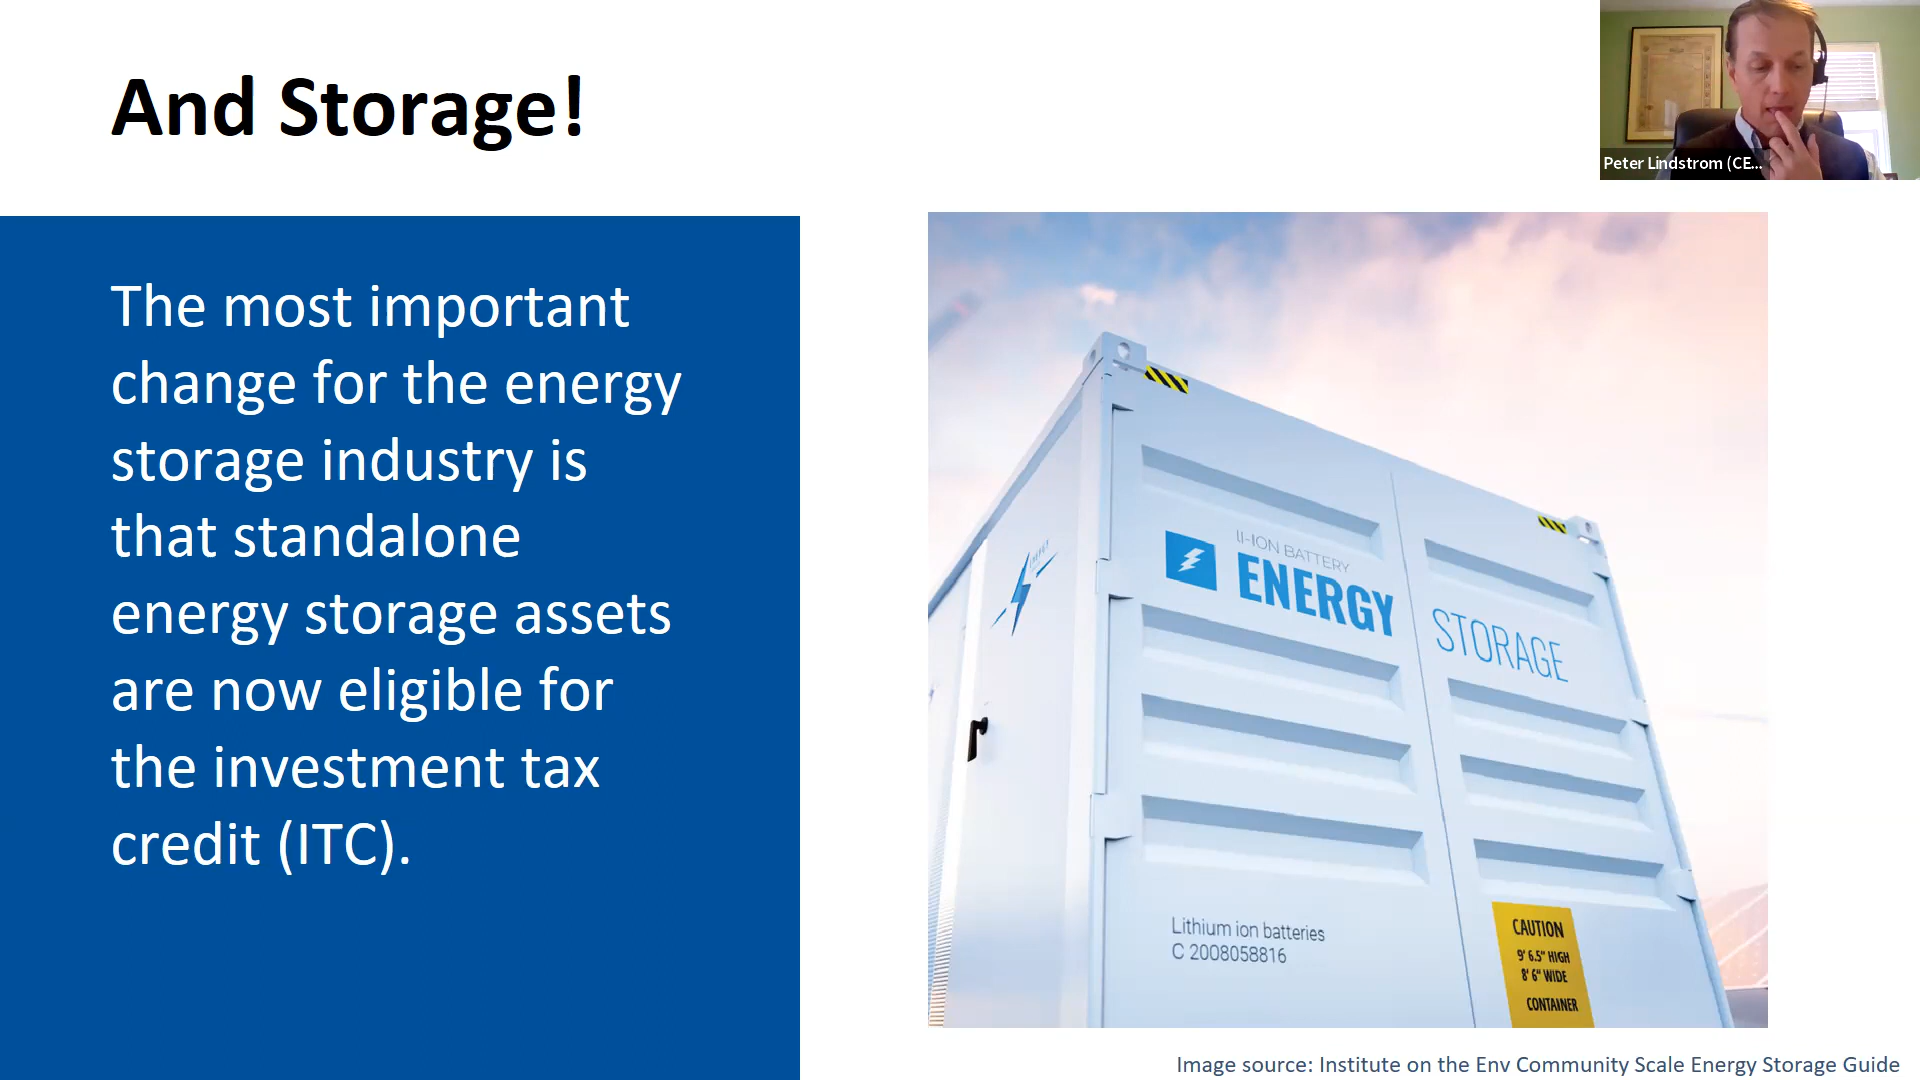 And Storage!
Peter Lindstrom (CE...
The most important
change for the energy
storage industry is
that standalone
energy storage assets
are now eligible for
the investment tax
credit (ITC).
LI-ION BATTERY
ENERGY
STORAGE
ENERGY
Lithium ion batteries
C 2008058816
CAUTION
9' 6.5" HIGH
8' 6" WIDE
CONTAINER
Image source: Institute on the Env Community Scale Energy Storage Guide